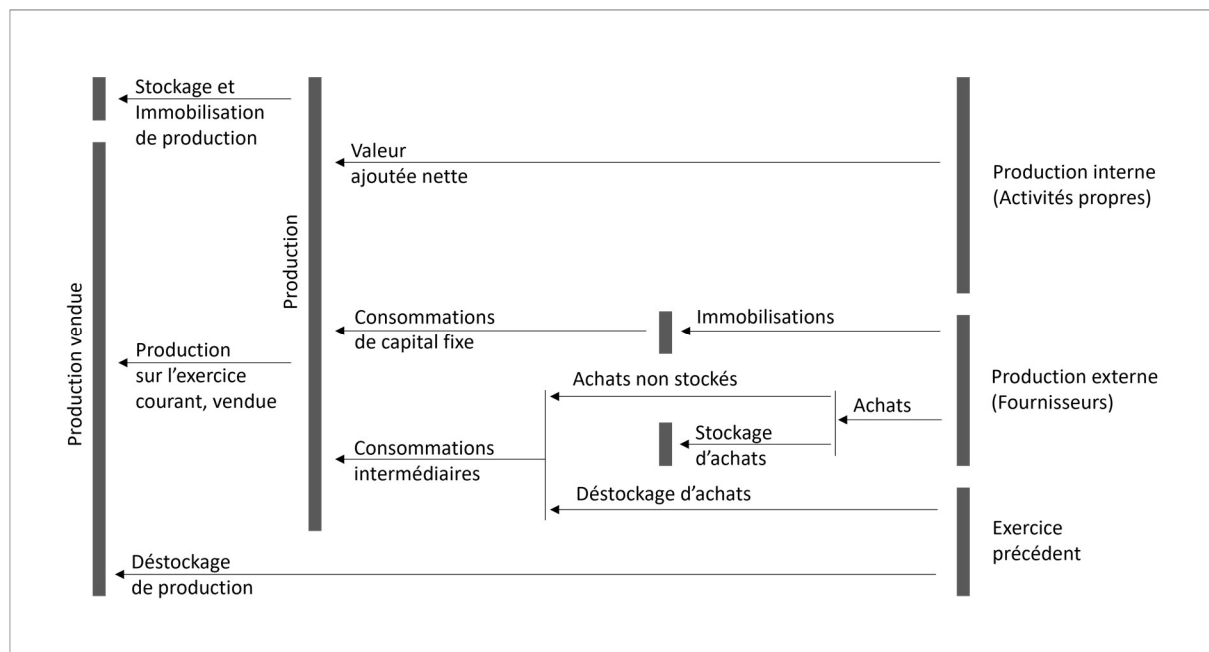 Stockage et
Immobilisation
de production
Valeur
ajoutée nette
Production interne
(Activités propres)
Production
Production vendue
Consommations
de capital fixe
Immobilisations
Production
sur l’exercice
courant, vendue
Achats non stockés
Achats
Production externe
(Fournisseurs)
Stockage
d’achats
Consommations
intermédiaires
Déstockage d’achats
Exercice
précédent
Déstockage
de production